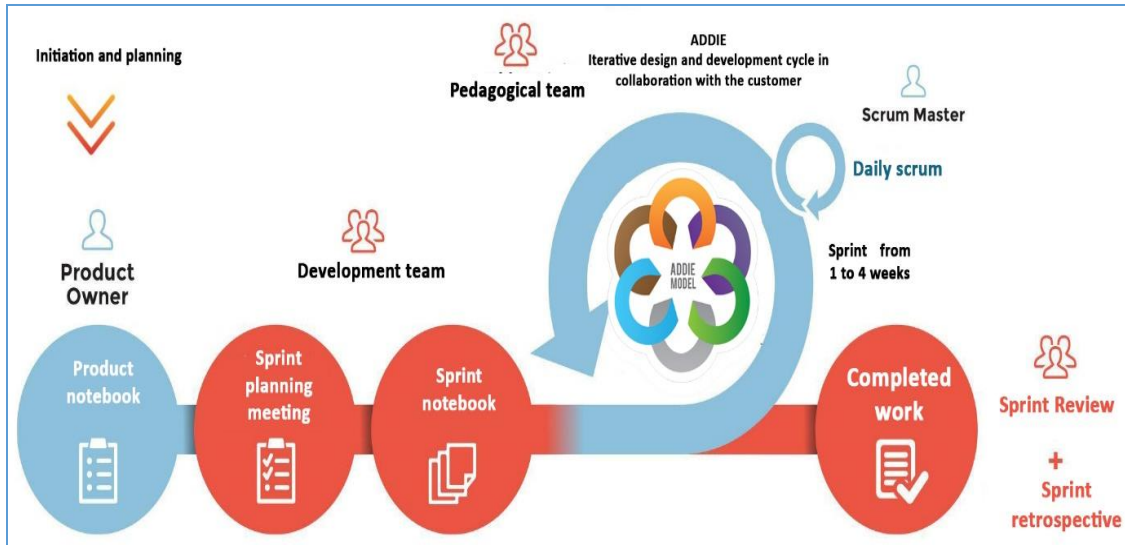 Initiation and planning
Product
Owner
Development team
Pedagogical team
ADDIE
Iterative design and development cycle in
collaboration with the customer
Scrum Master
Daily scrum
Sprint from
1 to 4 weeks
ADDIE
MODEL
Product
notebook
Sprint
planning
meeting
Sprint
notebook
Completed
work
Sprint Review
+
Sprint
retrospective